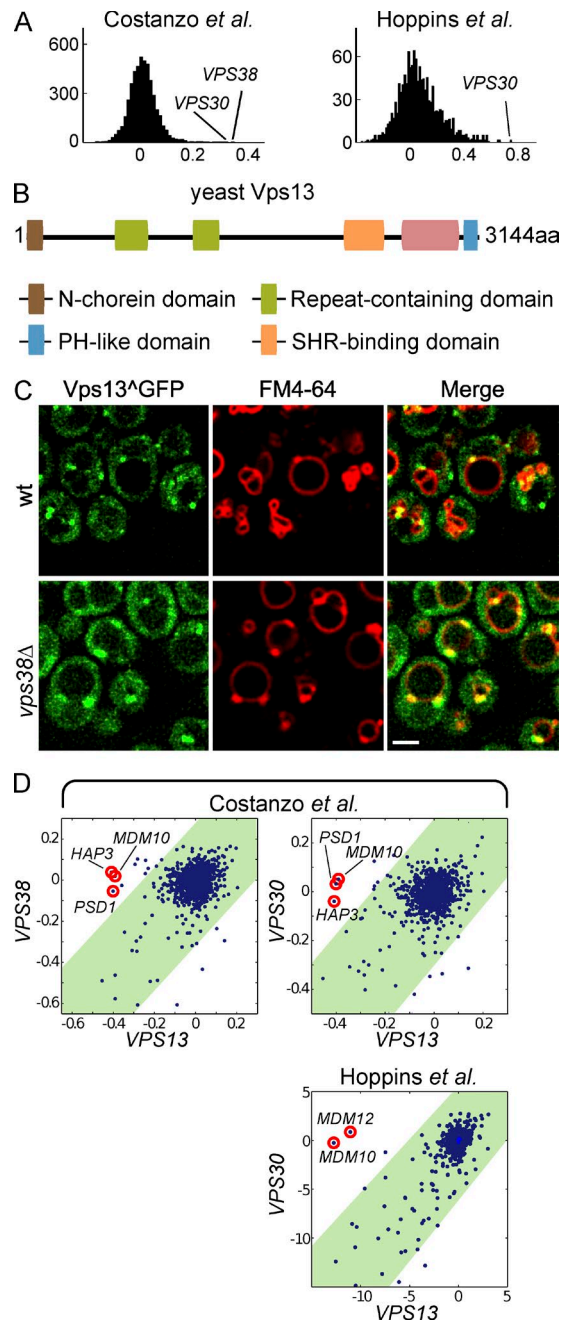 A
Costanzo et al.
Hoppins et al.
600
300
0
VPS38
VPS30
0 0.2 0.4
60
30
0
VPS30
0 0.4 0.8
B
yeast Vps13
1
3144aa
N-chorein domain
Repeat-containing domain
PH-like domain
SHR-binding domain
C
Vps13^GFP
FM4-64
Merge
wt
vps38Δ
D
Costanzo et al.
0.2
0
-0.2
-0.4
-0.6
VPS38
HAP3
MDM10
PSD1
-0.6 -0.4 -0.2 0 0.2
VPS13
0.2
0
-0.2
-0.4
VPS30
PSD1
MDM10
HAP3
-0.4 -0.2 0 0.2
VPS13
Hoppins et al.
5
0
-5
-10
VPS30
MDM12
MDM10
-10 -5 0 5
VPS13